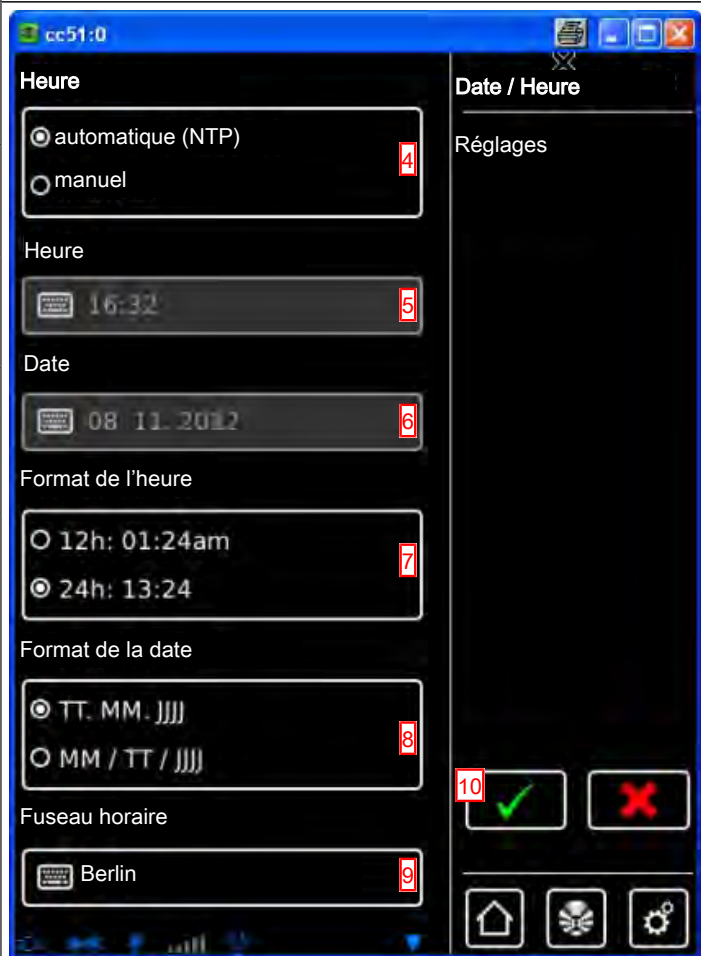 cc51:0
Heure
automatique (NTP)
manuel
4
Heure
16:32
5
Date
08 11. 2012
6
Format de l'heure
12h: 01:24am
24h: 13:24
7
Format de la date
TT. MM. JJJJ
MM / TT / JJJJ
8
Fuseau horaire
Berlin
9
Date / Heure
Réglages
10